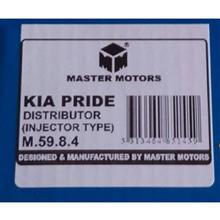 MASTER MOTORS
KIA PRIDE
DISTRIBUTOR
(INJECTOR TYPE)
M.59.8.4
DESIGNED & MANUFACTURED BY MASTER MOTORS